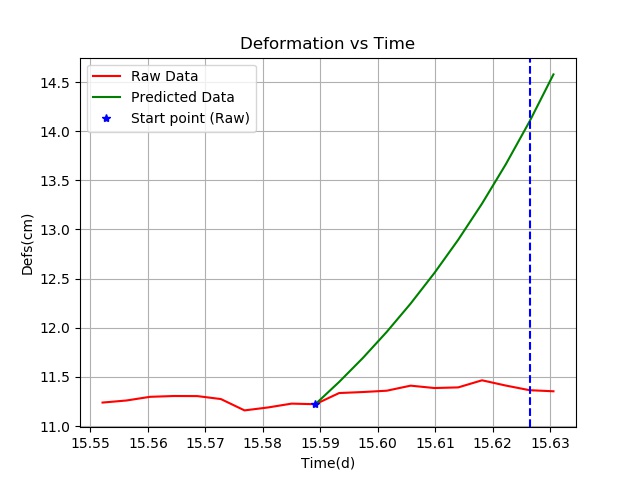 Deformation vs Time
Raw Data
Predicted Data
Start point (Raw)
Defs(cm)
14.5
14.0
13.5
13.0
12.5
12.0
11.5
11.0
15.55 15.56 15.57 15.58 15.59 15.60 15.61 15.62 15.63
Time(d)